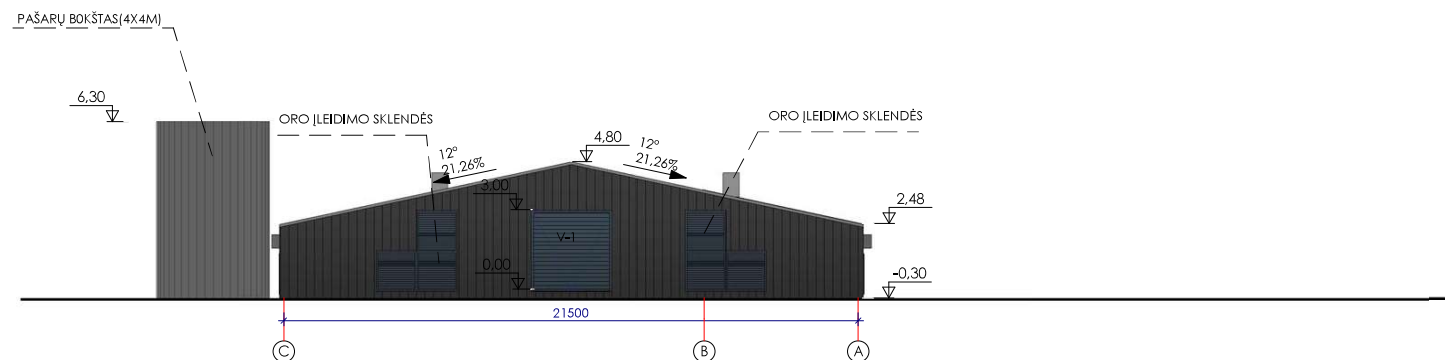 PAŠARŲ BOKŠTAS(4X4M)
6,30
ORO ĮLEIDIMO SKLENDĖS
ORO ĮLEIDIMO SKLENDĖS
12°
21,26%
4,80
12°
21,26%
3,00
2,48
V-1
0,00
-0,30
21500
C
B
A